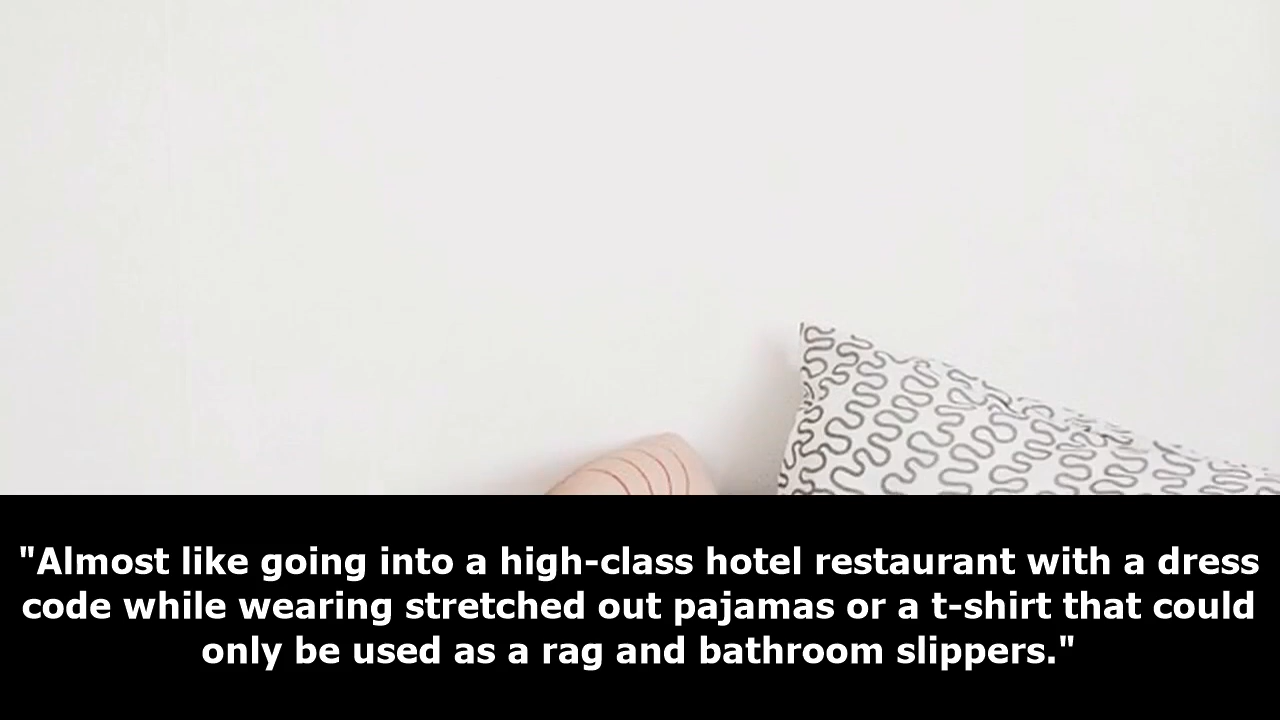 "Almost like going into a high-class hotel restaurant with a dress
code while wearing stretched out pajamas or a t-shirt that could
only be used as a rag and bathroom slippers."